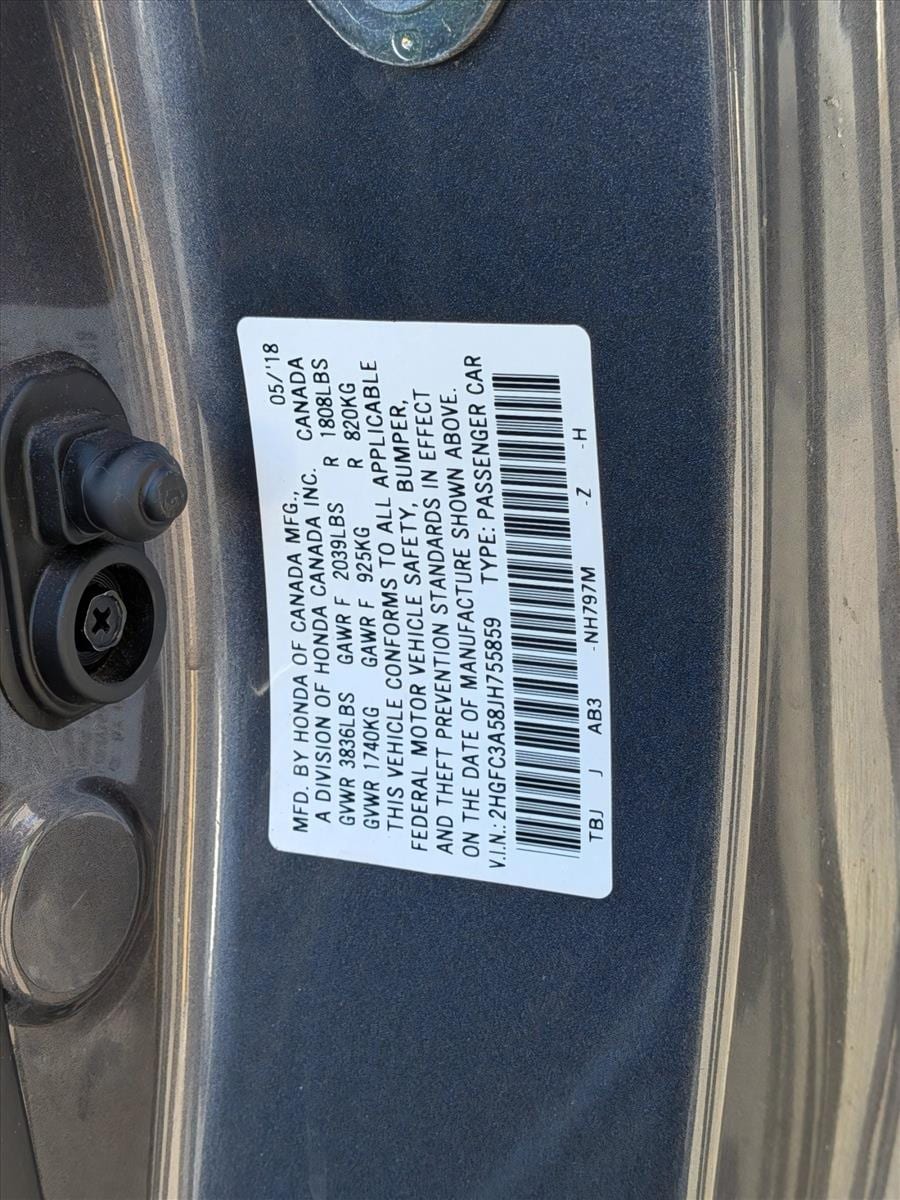 MFD. BY HONDA OF CANADA MFG., 05/'18
A DIVISION OF HONDA CANADA INC. CANADA
GVWR 3836LBS GAWR F 2039LBS R 1808LBS
GVWR 1740KG GAWR F 925KG R 820KG
THIS VEHICLE CONFORMS TO ALL APPLICABLE
FEDERAL MOTOR VEHICLE SAFETY, BUMPER,
AND THEFT PREVENTION STANDARDS IN EFFECT
ON THE DATE OF MANUFACTURE SHOWN ABOVE.
V.I.N.: 2HGFC3A58JH755859 TYPE: PASSENGER CAR
TBJ J AB3 -NH797M -Z -H